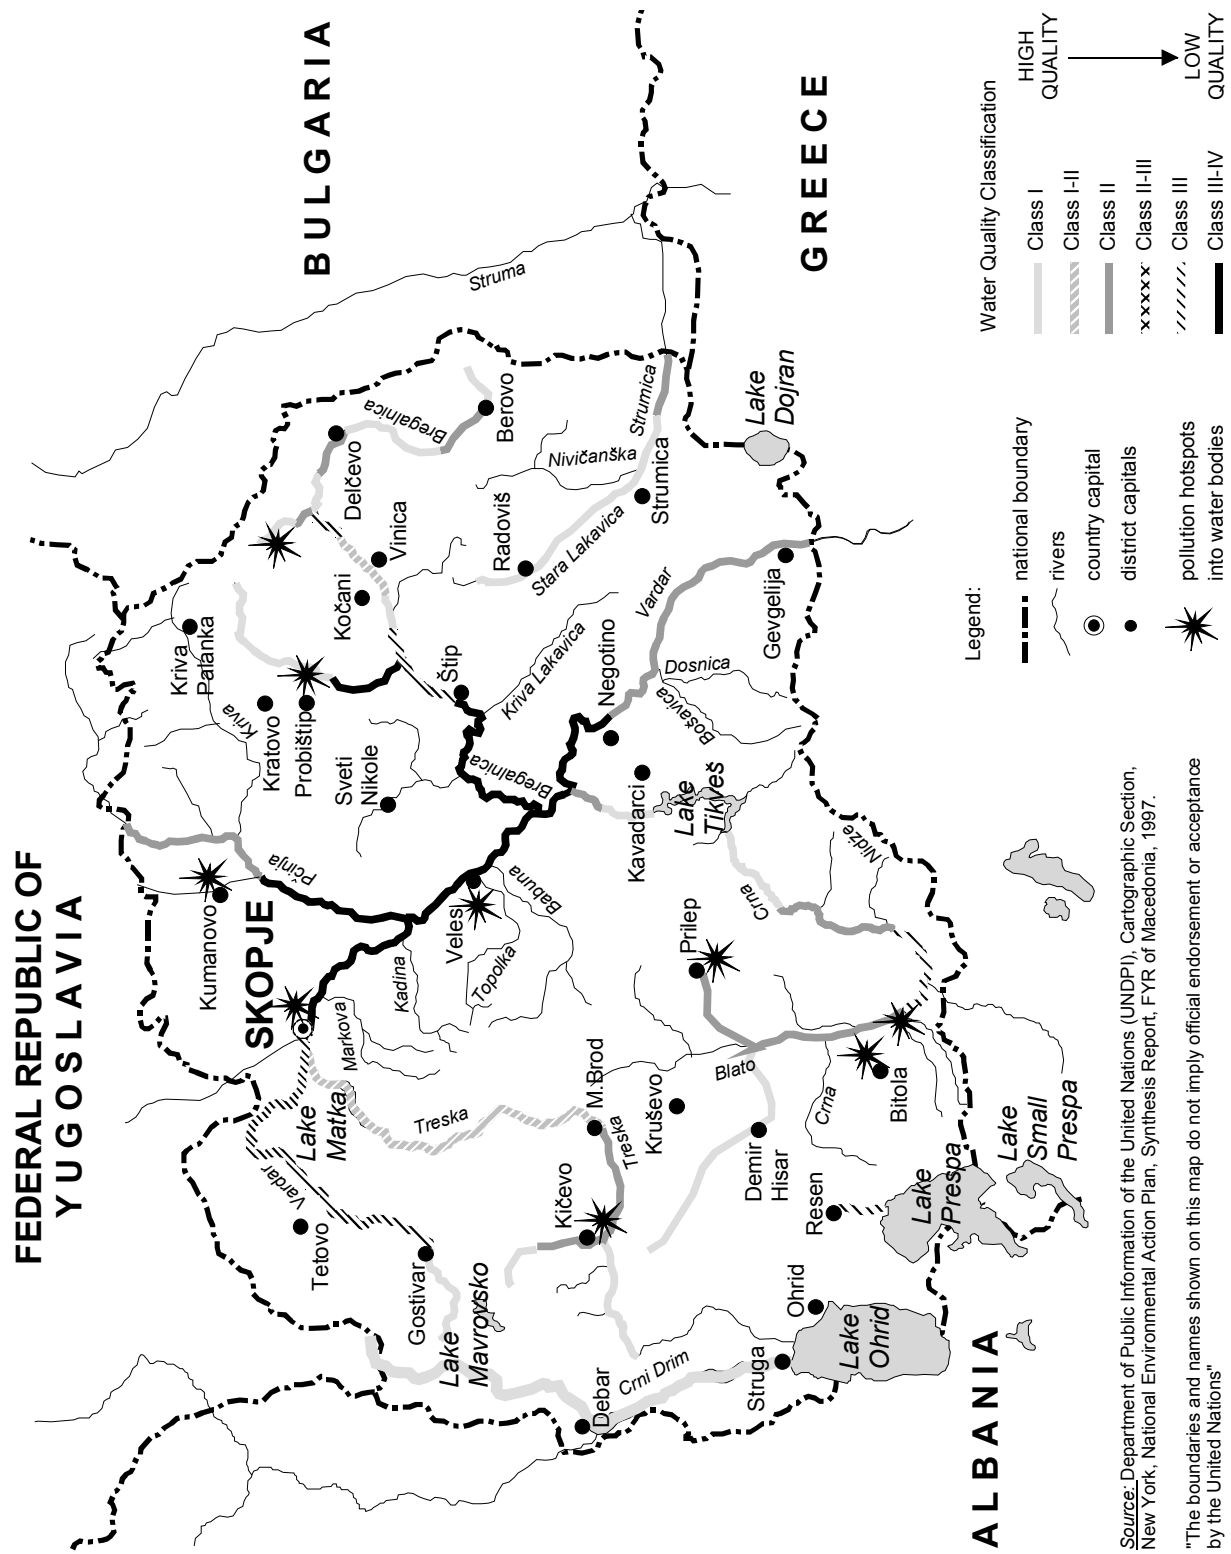 FEDERAL REPUBLIC OF
YUGOSLAVIA
BULGARIA
GREECE
ALBANIA
SKOPJE
Kumanovo
Kriva
Palanka
Kriva
Kratovo
Probištip
Sveti
Nikole
Pčinja
Delčevo
Bregalnica
Berovo
Vinica
Kočani
Štip
Radoviš
Nivičanška
Strumica
Strumica
Stara Lakavica
Struma
Kriva Lakavica
Bregalnica
Negotino
Vardar
Dosnica
Bošavica
Gevgelija
Lake
Dojran
Kavadarci
Lake
Tikveš
Veles
Babuna
Topolka
Kadina
Markova
Lake
Matka
Treska
Vardar
Tetovo
Gostivar
Lake
Mavrovsko
Debar
Crni Drim
Struga
Ohrid
Lake
Ohrid
Kičevo
M.Brod
Treska
Kruševo
Demir
Hisar
Blato
Prilep
Crna
Nidže
Crna
Bitola
Resen
Lake
Prespa
Lake
Small
Prespa
Legend:
national boundary
rivers
country capital
district capitals
pollution hotspots
into water bodies
Water Quality Classification
Class I
Class I-II
Class II
Class II-III
Class III
Class III-IV
HIGH
QUALITY
LOW
QUALITY
Source: Department of Public Information of the United Nations (UNDPI), Cartographic Section,
New York, National Environmental Action Plan, Synthesis Report, FYR of Macedonia, 1997.
"The boundaries and names shown on this map do not imply official endorsement or acceptance
by the United Nations"